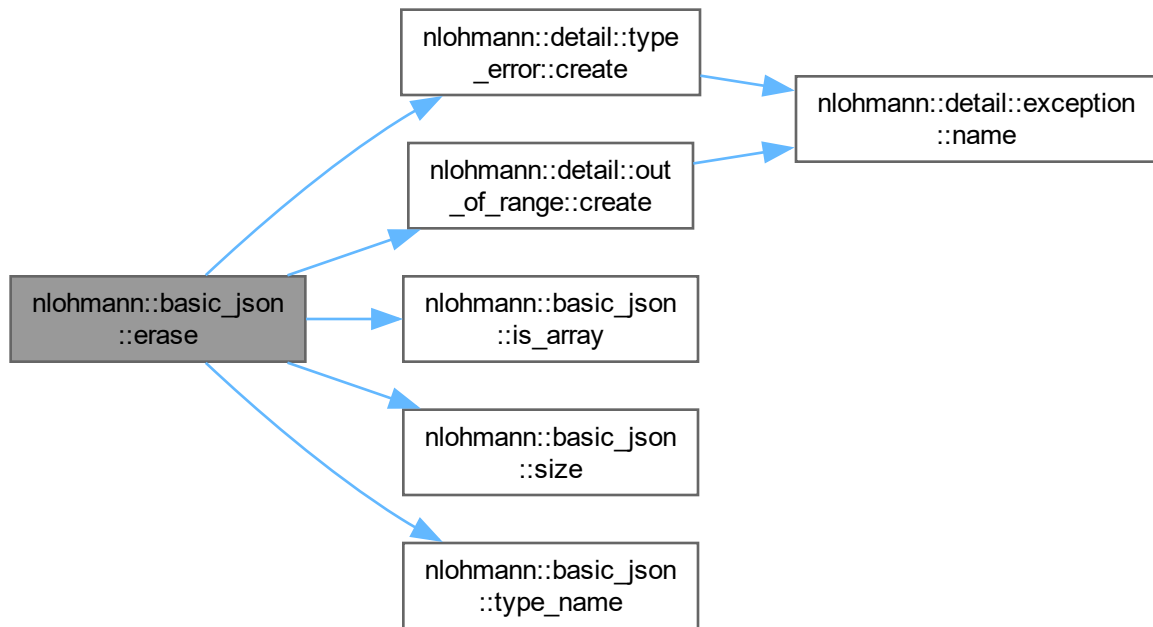 nlohmann::detail::type
_error::create
nlohmann::detail::exception
::name
nlohmann::detail::out
_of_range::create
nlohmann::basic_json
::erase
nlohmann::basic_json
::is_array
nlohmann::basic_json
::size
nlohmann::basic_json
::type_name